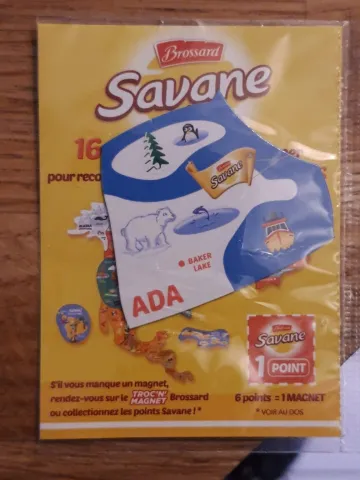 Brossard
Savane
16
pour reco
Savane
BAKER
LAKE
ADA
Savane
1 POINT
S'il vous manque un magnet,
rendez-vous sur le TROC'N' MAGNET Brossard
ou collectionnez les points Savane ! *
6 points = 1 MAGNET
* VOIR AU DOS